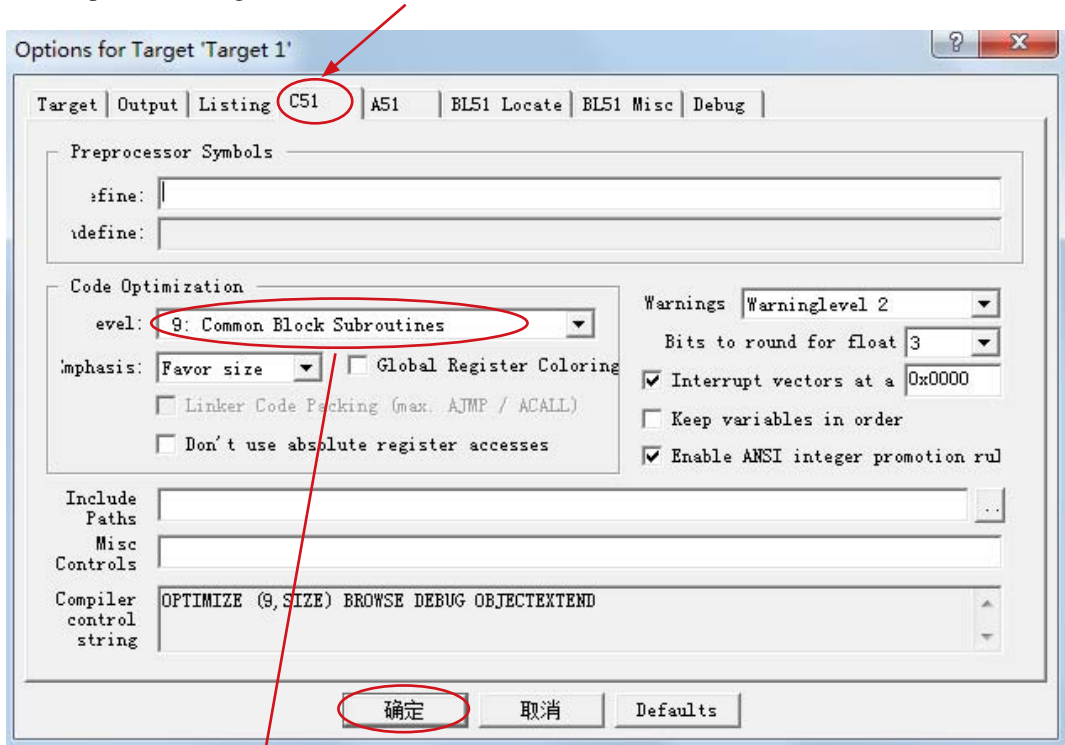 Options for Target 'Target 1'
Target Output Listing C51 A51 BL51 Locate BL51 Misc Debug
Preprocessor Symbols
efine:
define:
Code Optimization
evel: 9: Common Block Subroutines
Warnings Warninglevel 2
Bits to round for float 3
mphasis: Favor size Global Register Coloring
Interrupt vectors at a 0x0000
Linker Code Packing (max. AJMP / ACALL)
Keep variables in order
Don't use absolute register accesses
Enable ANSI integer promotion rul
Include
Paths
..
Misc
Controls
Compiler
control
string
OPTIMIZE (9,SIZE) BROWSE DEBUG OBJECTEXTEND
确定 取消 Defaults